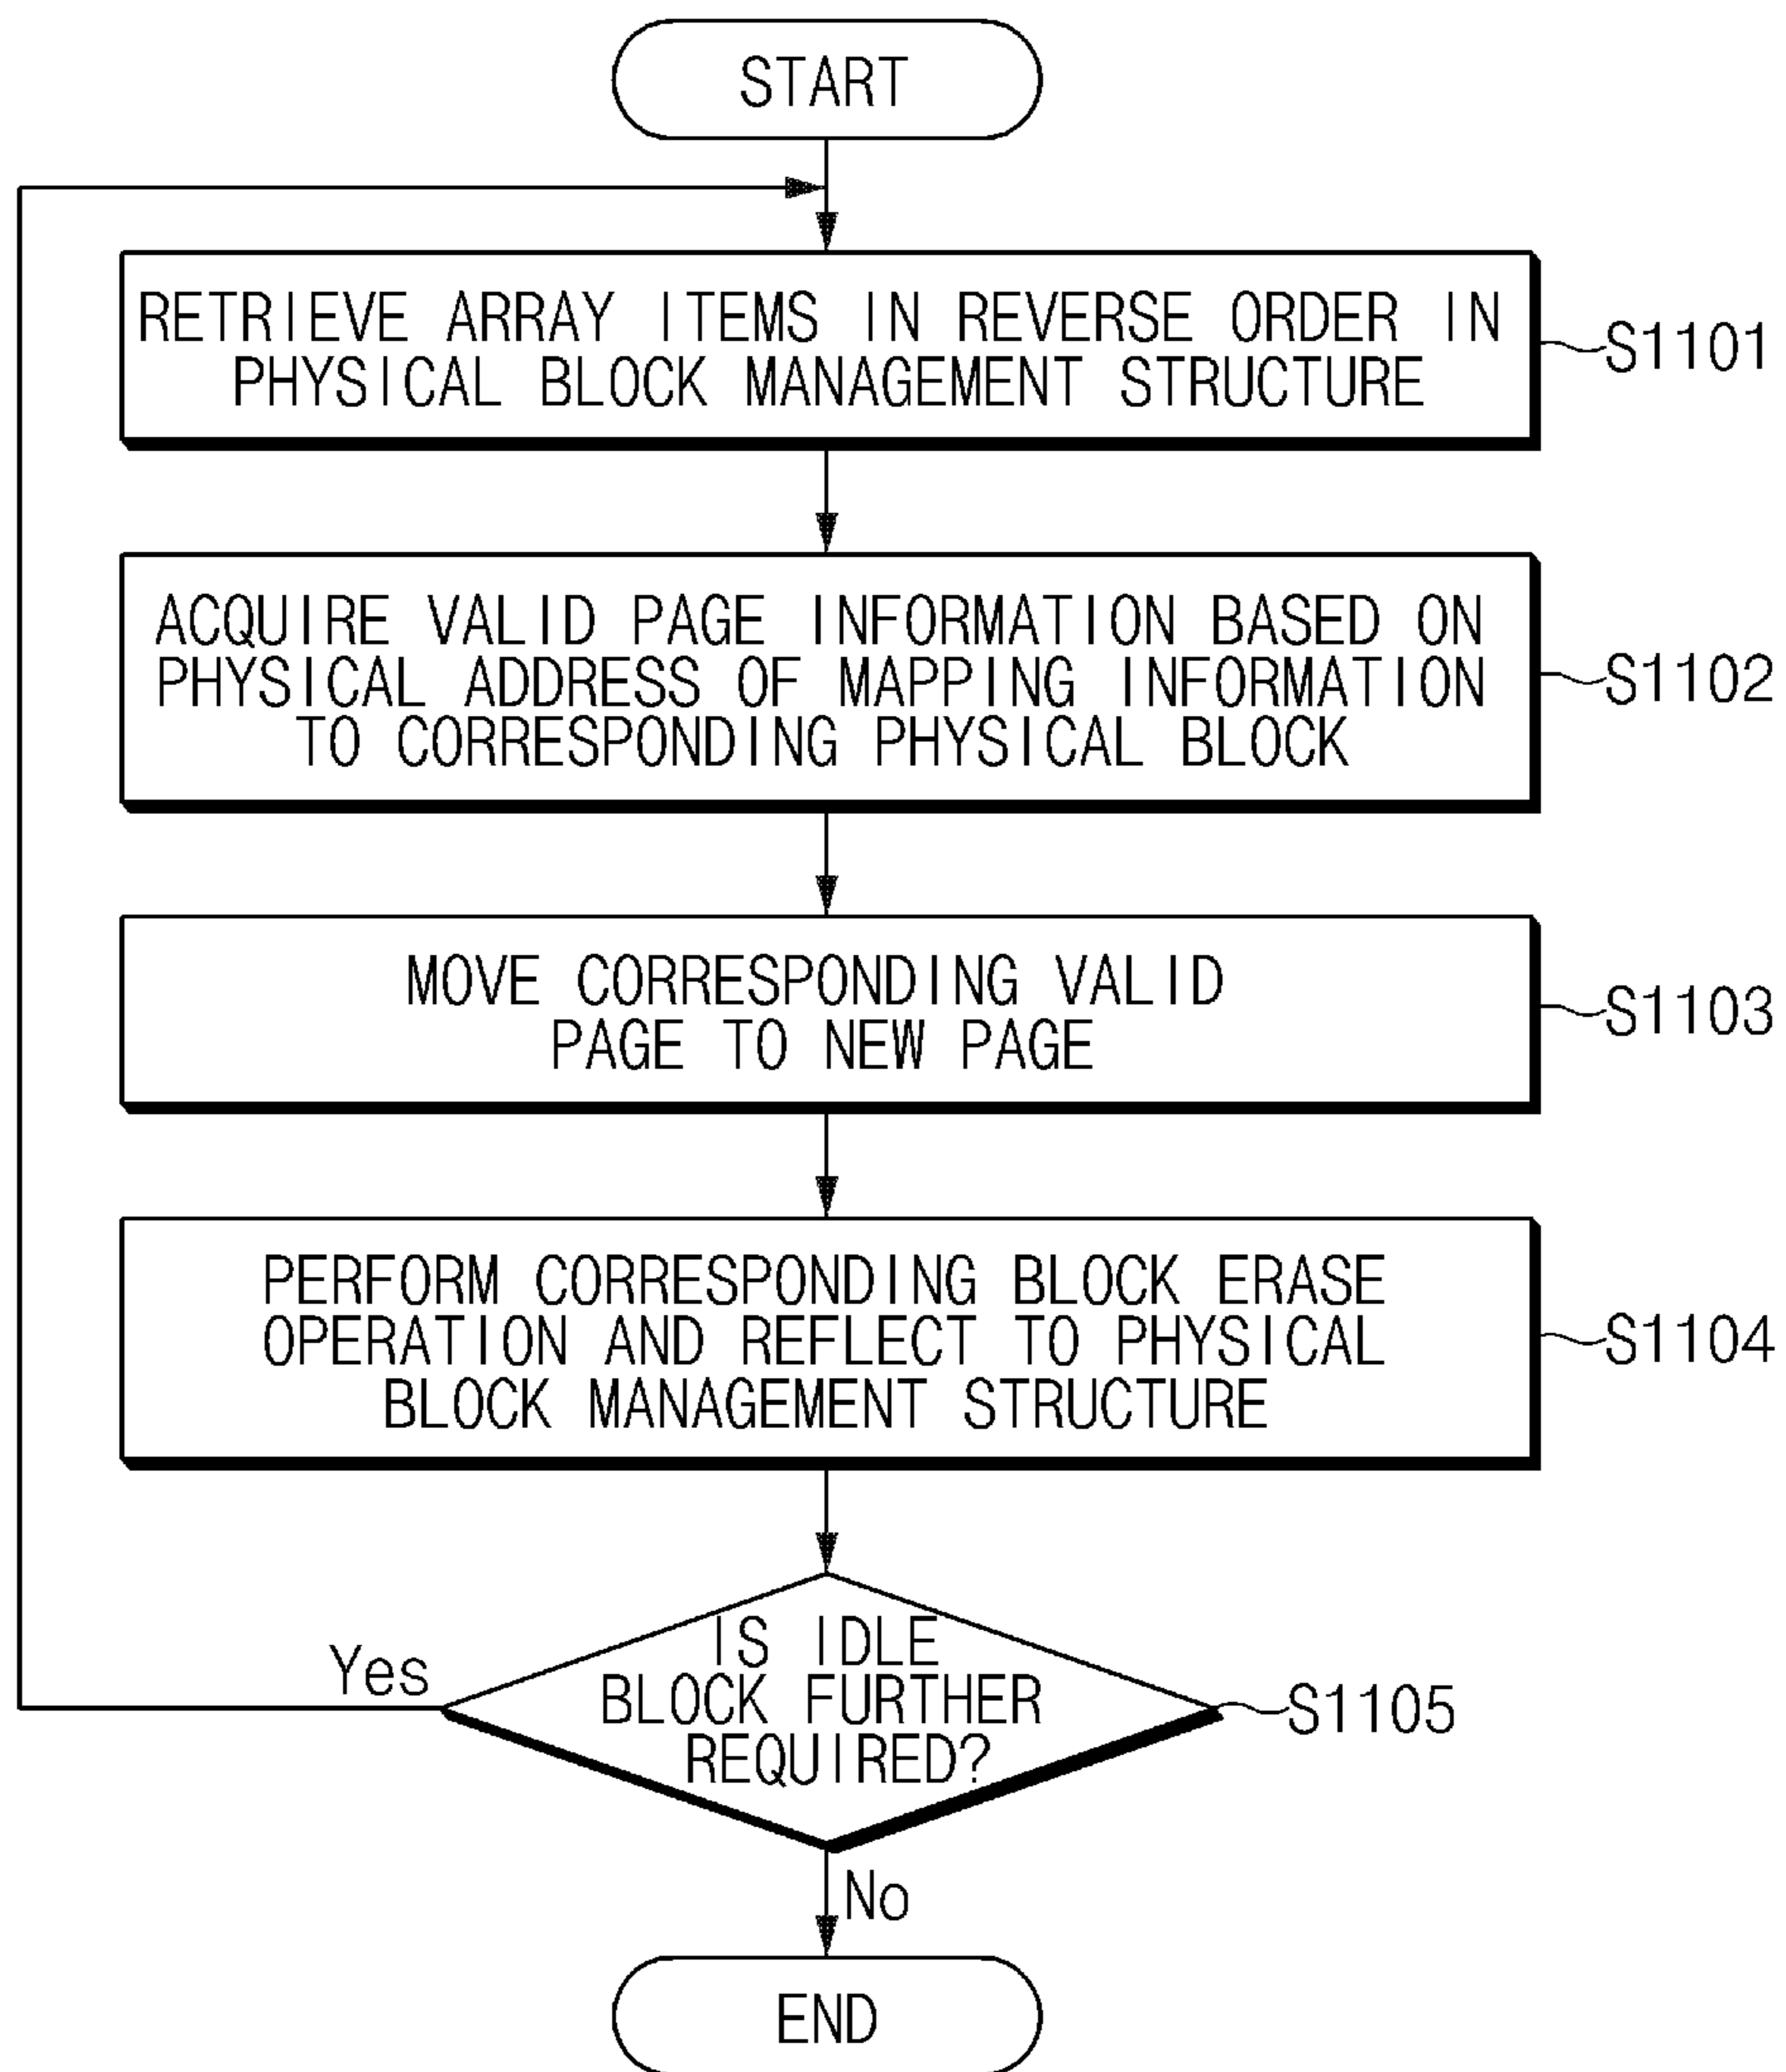 START
RETRIEVE ARRAY ITEMS IN REVERSE ORDER IN
PHYSICAL BLOCK MANAGEMENT STRUCTURE
S1101
ACQUIRE VALID PAGE INFORMATION BASED ON
PHYSICAL ADDRESS OF MAPPING INFORMATION
TO CORRESPONDING PHYSICAL BLOCK
S1102
MOVE CORRESPONDING VALID
PAGE TO NEW PAGE
S1103
PERFORM CORRESPONDING BLOCK ERASE
OPERATION AND REFLECT TO PHYSICAL
BLOCK MANAGEMENT STRUCTURE
S1104
IS IDLE
BLOCK FURTHER
REQUIRED?
Yes
S1105
No
END